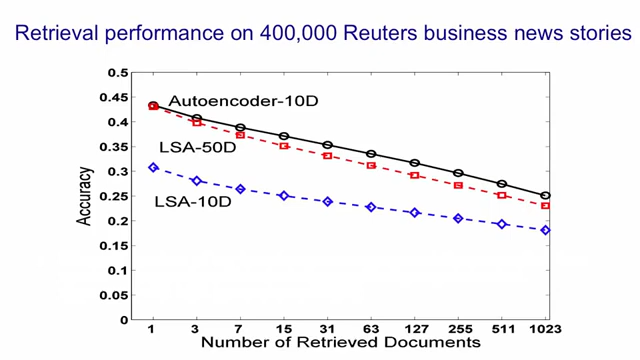 Retrieval performance on 400,000 Reuters business news stories
0.5
0.45
0.4
0.35
0.3
0.25
0.2
0.15
0.1
0.05
0
Accuracy
Autoencoder-10D
LSA-50D
LSA-10D
1 3 7 15 31 63 127 255 511 1023
Number of Retrieved Documents